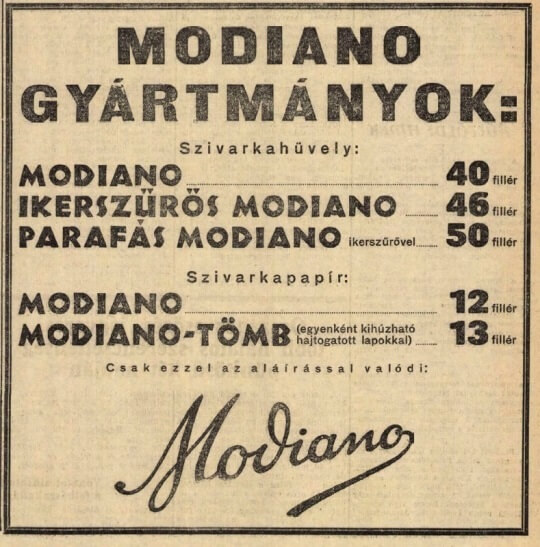 MODIANO
GYÁRTMÁNYOK:
Szivarkahüvely:
MODIANO 40 fillér
IKERSZŰRŐS MODIANO 46 fillér
PARAFÁS MODIANO ikerszűrővel 50 fillér
Szivarkapapír:
MODIANO 12 fillér
MODIANO-TÖMB (egyenként kihúzható hajtogatott lapokkal) 13 fillér
Csak ezzel az aláírással valódi:
Modiano